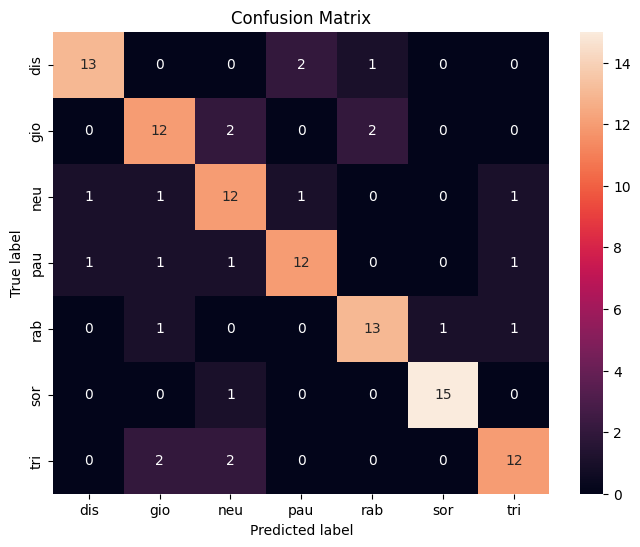 Confusion Matrix
dis 13 0 0 2 1 0 0
gio 0 12 2 0 2 0 0
neu 1 1 12 1 0 0 1
pau 1 1 1 12 0 0 1
rab 0 1 0 0 13 1 1
sor 0 0 1 0 0 15 0
tri 0 2 2 0 0 0 12
dis gio neu pau rab sor tri
Predicted label
True label
14
12
10
8
6
4
2
0